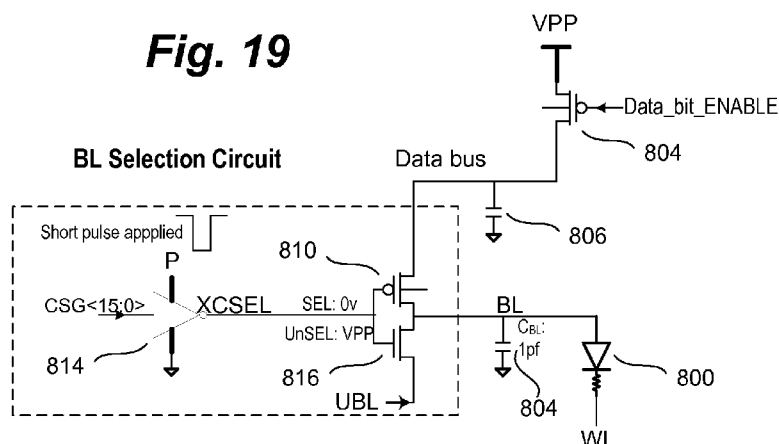 Fig. 19
VPP
Data_bit_ENABLE
804
BL Selection Circuit
Data bus
806
Short pulse appplied
810
P
CSG<15:0>
XCSEL
SEL: 0v
UnSEL: VPP
BL
CBL:
1pf
814
816
804
800
UBL
WL